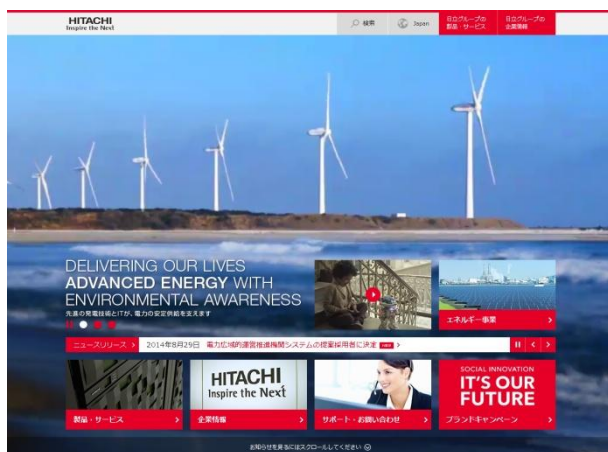 HITACHI
Inspire the Next
検索
Japan
日立グループの
製品・サービス
日立グループの
企業情報
DELIVERING OUR LIVES
ADVANCED ENERGY WITH
ENVIRONMENTAL AWARENESS
先進の発電技術とITが、電力の安定供給を支えます
エネルギー事業
ニュースリリース
2014年8月29日 電力広域的運営推進機関システムの提案採用者に決定
製品・サービス
HITACHI
Inspire the Next
企業情報
サポート・お問い合わせ
SOCIAL INNOVATION
IT'S OUR
FUTURE
ブランドキャンペーン
お知らせを見るにはスクロールしてください